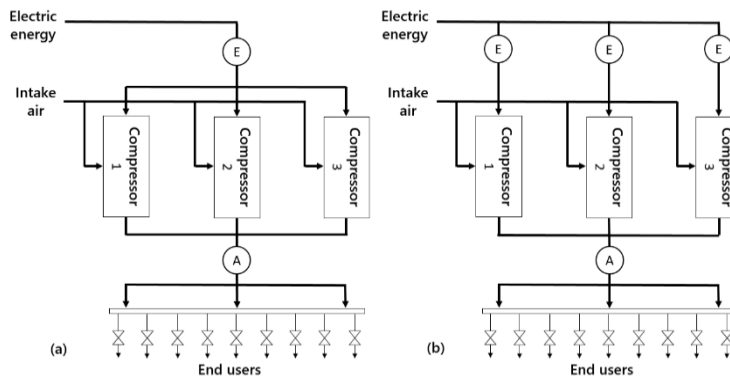 Electric
energy
E
Intake
air
Compressor
1
Compressor
2
Compressor
3
A
(a)
End users
Electric
energy
E
E
E
Intake
air
Compressor
1
Compressor
2
Compressor
3
A
(b)
End users